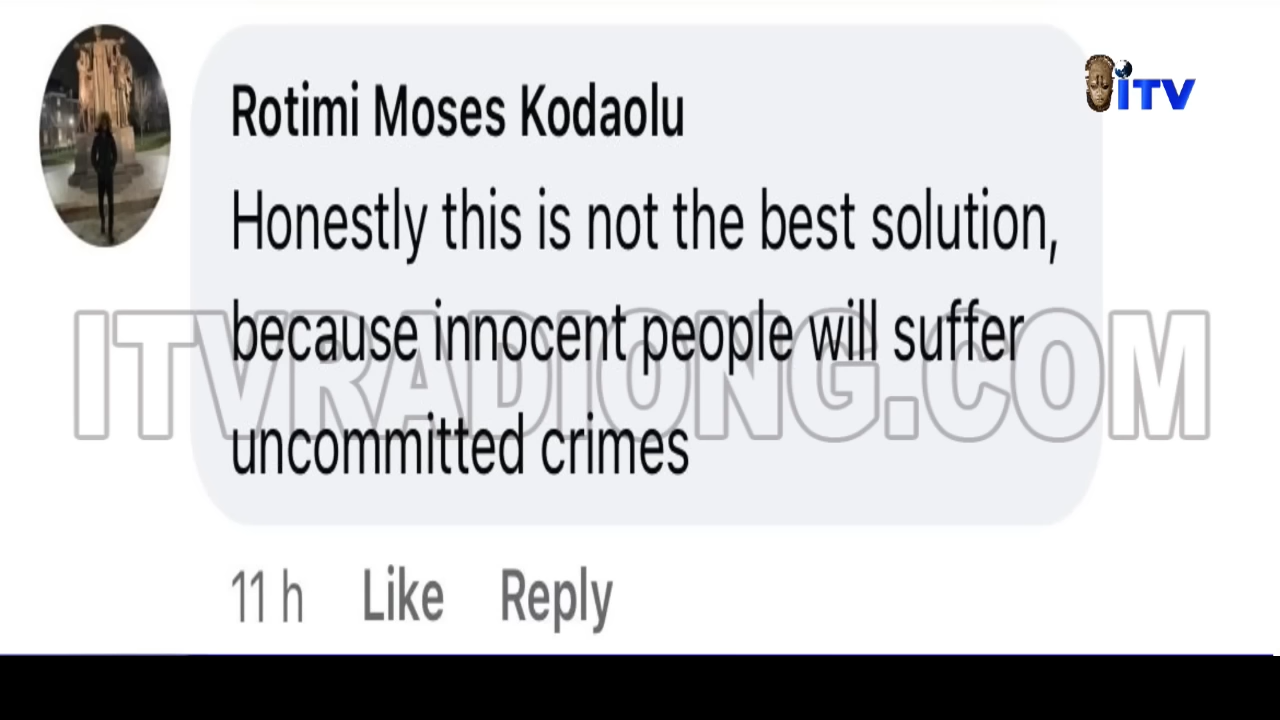 iTV
Rotimi Moses Kodaolu
Honestly this is not the best solution,
because innocent people will suffer
uncommitted crimes
ITVRADIONG.COM
11 h Like Reply